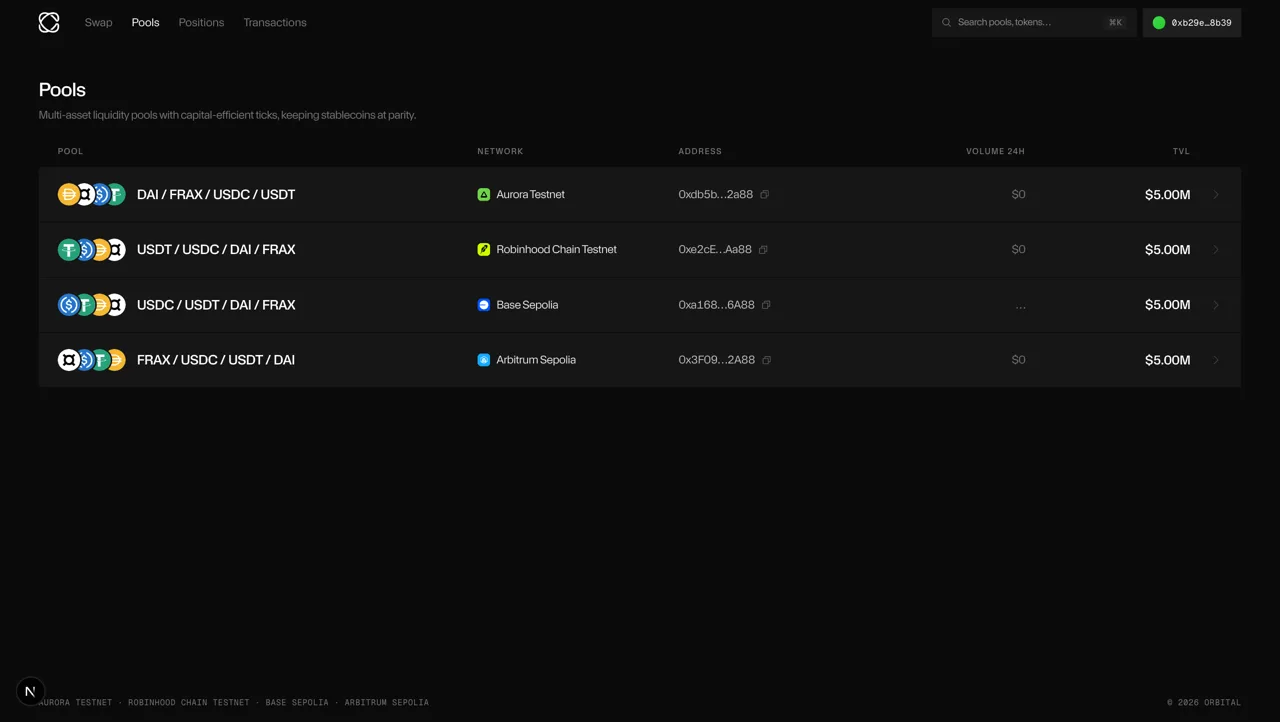 Swap Pools Positions Transactions Search pools, tokens... ⌘K 0xb29e…8b39
Pools
Multi-asset liquidity pools with capital-efficient ticks, keeping stablecoins at parity.
POOL NETWORK ADDRESS VOLUME 24H TVL
DAI / FRAX / USDC / USDT Aurora Testnet 0xdb5b...2a88 $0 $5.00M
USDT / USDC / DAI / FRAX Robinhood Chain Testnet 0xe2cE...Aa88 $0 $5.00M
USDC / USDT / DAI / FRAX Base Sepolia 0xa168...6A88 ... $5.00M
FRAX / USDC / USDT / DAI Arbitrum Sepolia 0x3F09...2A88 $0 $5.00M
N
AURORA TESTNET · ROBINHOOD CHAIN TESTNET · BASE SEPOLIA · ARBITRUM SEPOLIA © 2026 ORBITAL